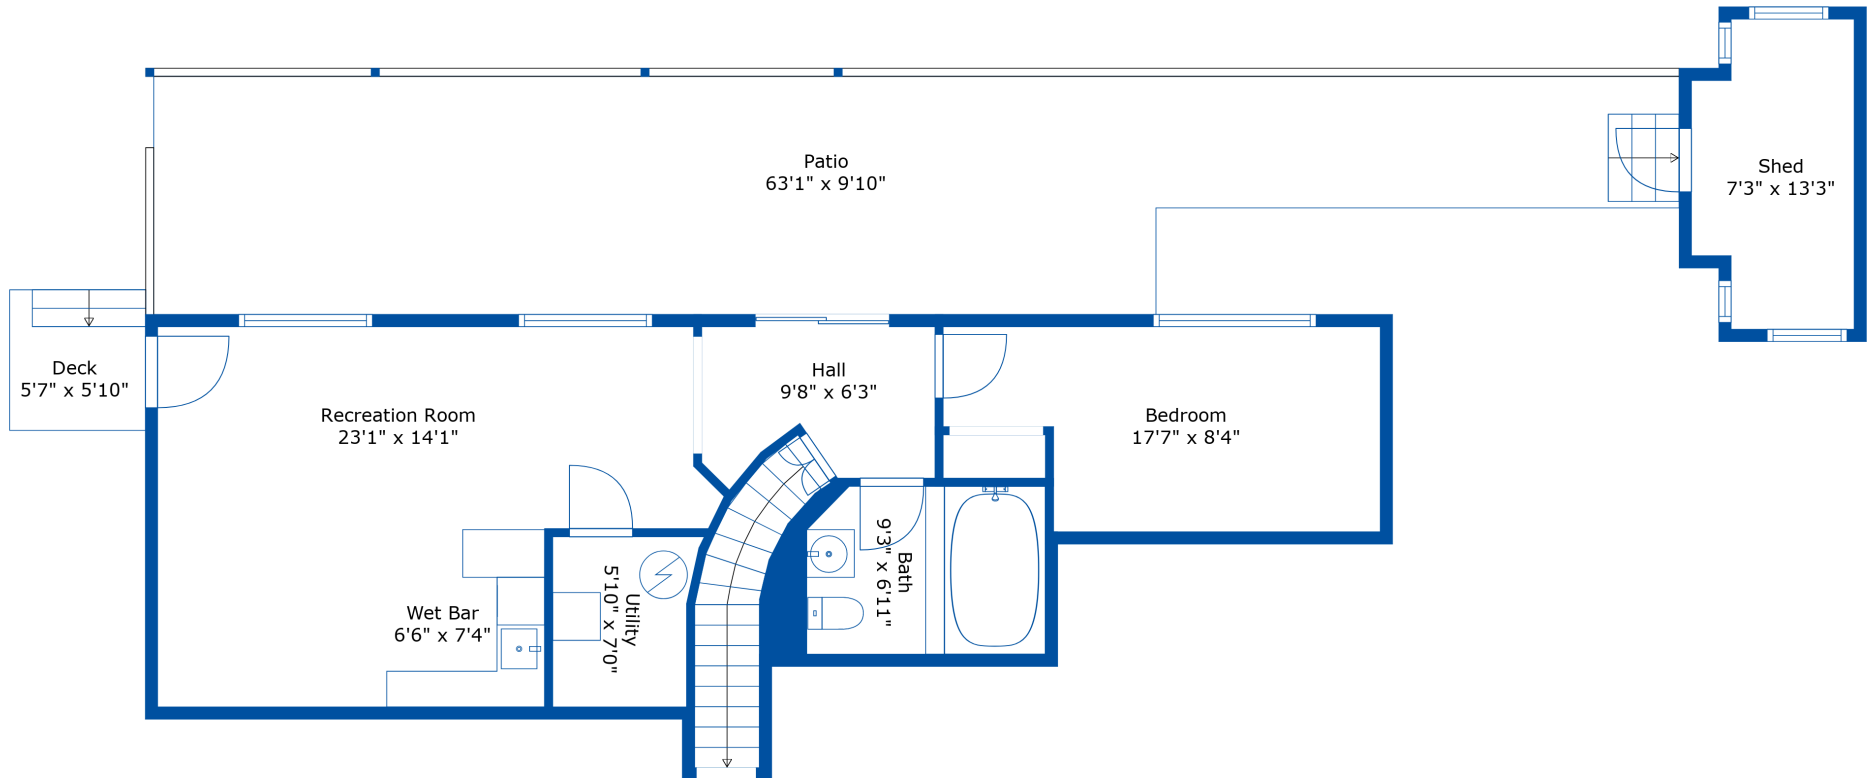 Patio
63'1" x 9'10"
Shed
7'3" x 13'3"
Deck
5'7" x 5'10"
Hall
9'8" x 6'3"
Recreation Room
23'1" x 14'1"
Bedroom
17'7" x 8'4"
Bath
9'3" x 6'11"
Wet Bar
6'6" x 7'4"
Utility
5'10" x 7'0"